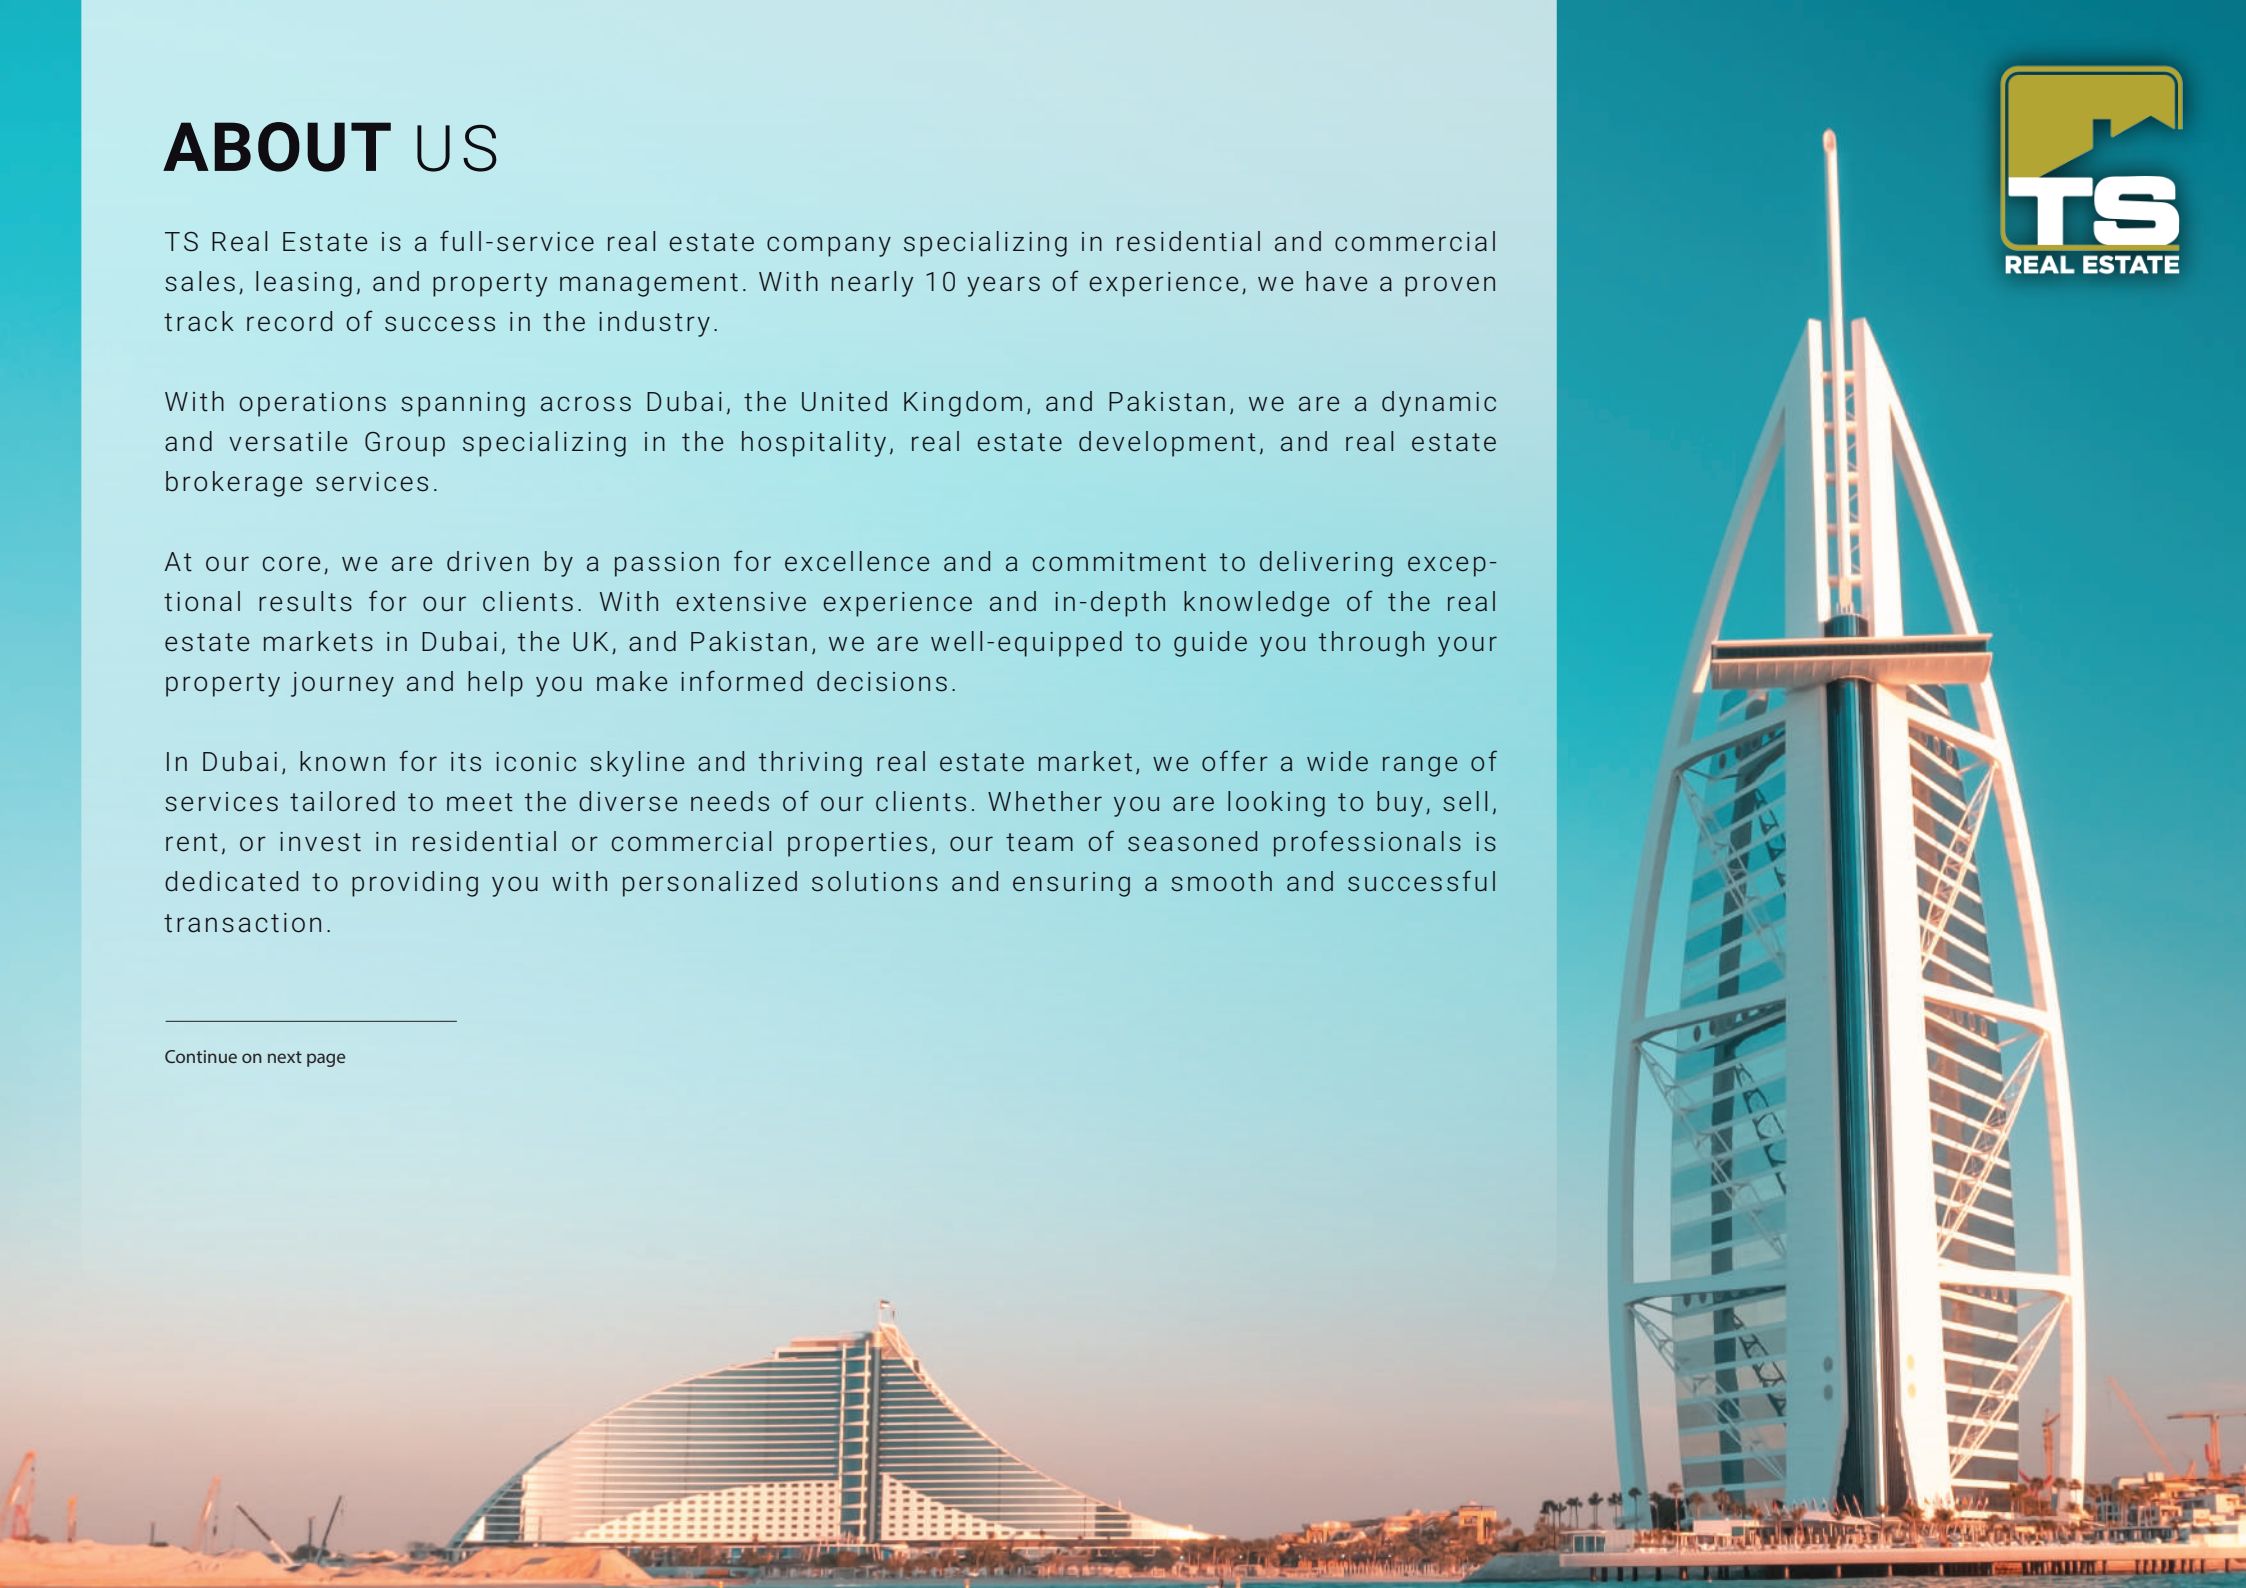 ABOUT US
TS Real Estate is a full-service real estate company specializing in residential and commercial
sales, leasing, and property management. With nearly 10 years of experience, we have a proven
track record of success in the industry.
With operations spanning across Dubai, the United Kingdom, and Pakistan, we are a dynamic
and versatile Group specializing in the hospitality, real estate development, and real estate
brokerage services.
At our core, we are driven by a passion for excellence and a commitment to delivering excep-
tional results for our clients. With extensive experience and in-depth knowledge of the real
estate markets in Dubai, the UK, and Pakistan, we are well-equipped to guide you through your
property journey and help you make informed decisions.
In Dubai, known for its iconic skyline and thriving real estate market, we offer a wide range of
services tailored to meet the diverse needs of our clients. Whether you are looking to buy, sell,
rent, or invest in residential or commercial properties, our team of seasoned professionals is
dedicated to providing you with personalized solutions and ensuring a smooth and successful
transaction.
Continue on next page
TS
REAL ESTATE